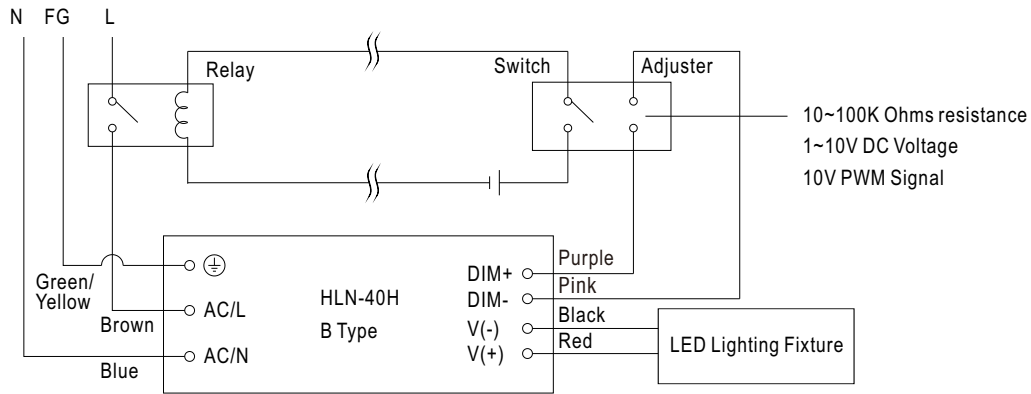 N FG L
Relay
Switch
Adjuster
10~100K Ohms resistance
1~10V DC Voltage
10V PWM Signal
Green/
Yellow
Brown
Blue
AC/L
AC/N
HLN-40H
B Type
DIM+
DIM-
V(-)
V(+)
Purple
Pink
Black
Red
LED Lighting Fixture